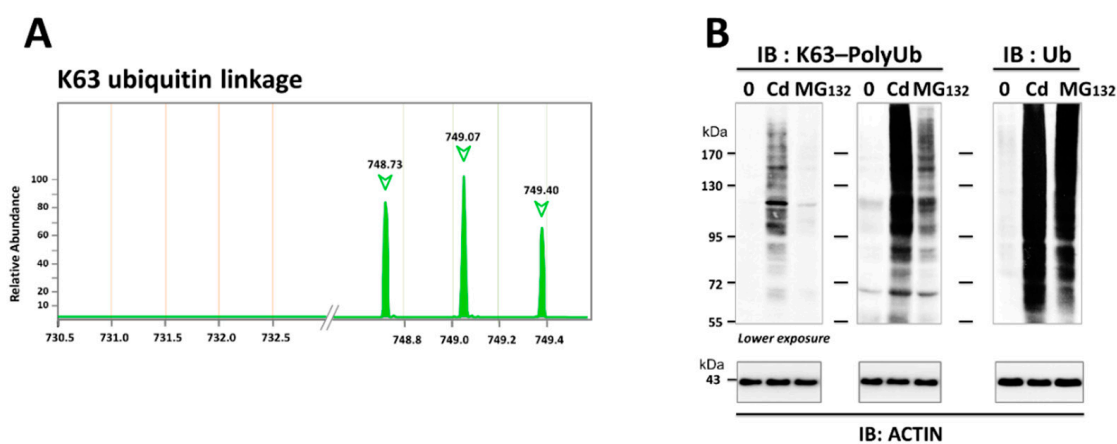 A
K63 ubiquitin linkage
Relative Abundance
100
80
60
40
20
10
748.73
749.07
749.40
730.5
731.0
731.5
732.0
732.5
748.8
749.0
749.2
749.4
B
IB : K63–PolyUb
IB : Ub
0 Cd MG132
0 Cd MG132
0 Cd MG132
kDa
170
130
95
72
55
Lower exposure
kDa
43
IB: ACTIN